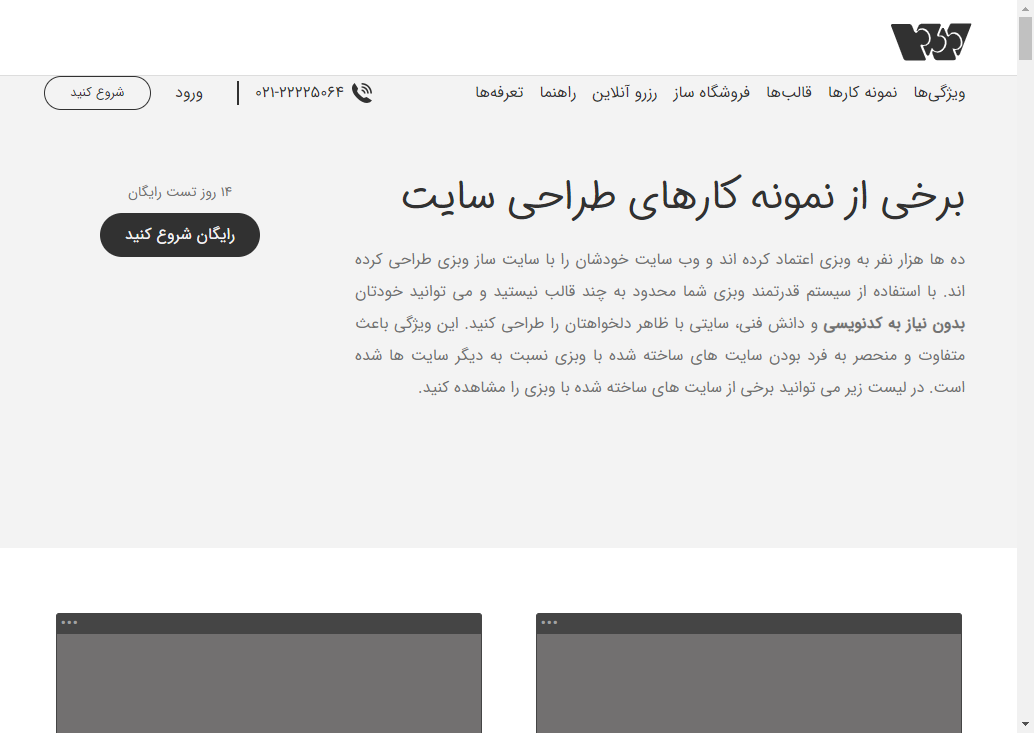 ویژگی‌ها نمونه کارها قالب‌ها فروشگاه ساز رزرو آنلاین راهنما تعرفه‌ها ۰۲۱-۲۲۲۲۵۰۶۴ ورود شروع کنید
برخی از نمونه کارهای طراحی سایت
ده ها هزار نفر به وبزی اعتماد کرده اند و وب سایت خودشان را با سایت ساز وبزی طراحی کرده
اند. با استفاده از سیستم قدرتمند وبزی شما محدود به چند قالب نیستید و می توانید خودتان
بدون نیاز به کدنویسی و دانش فنی، سایتی با ظاهر دلخواهتان را طراحی کنید. این ویژگی باعث
متفاوت و منحصر به فرد بودن سایت های ساخته شده با وبزی نسبت به دیگر سایت ها شده
است. در لیست زیر می توانید برخی از سایت های ساخته شده با وبزی را مشاهده کنید.
۱۴ روز تست رایگان
رایگان شروع کنید